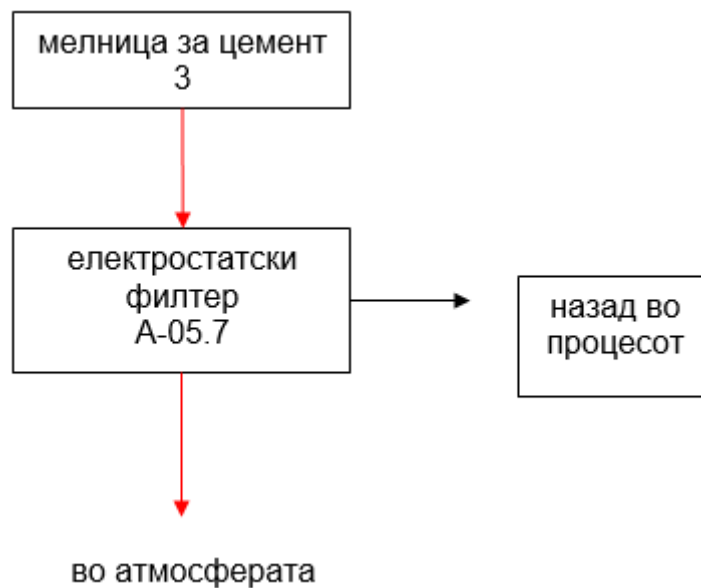 мелница за цемент
3
електростатски
филтер
А-05.7
назад во
процесот
во атмосферата